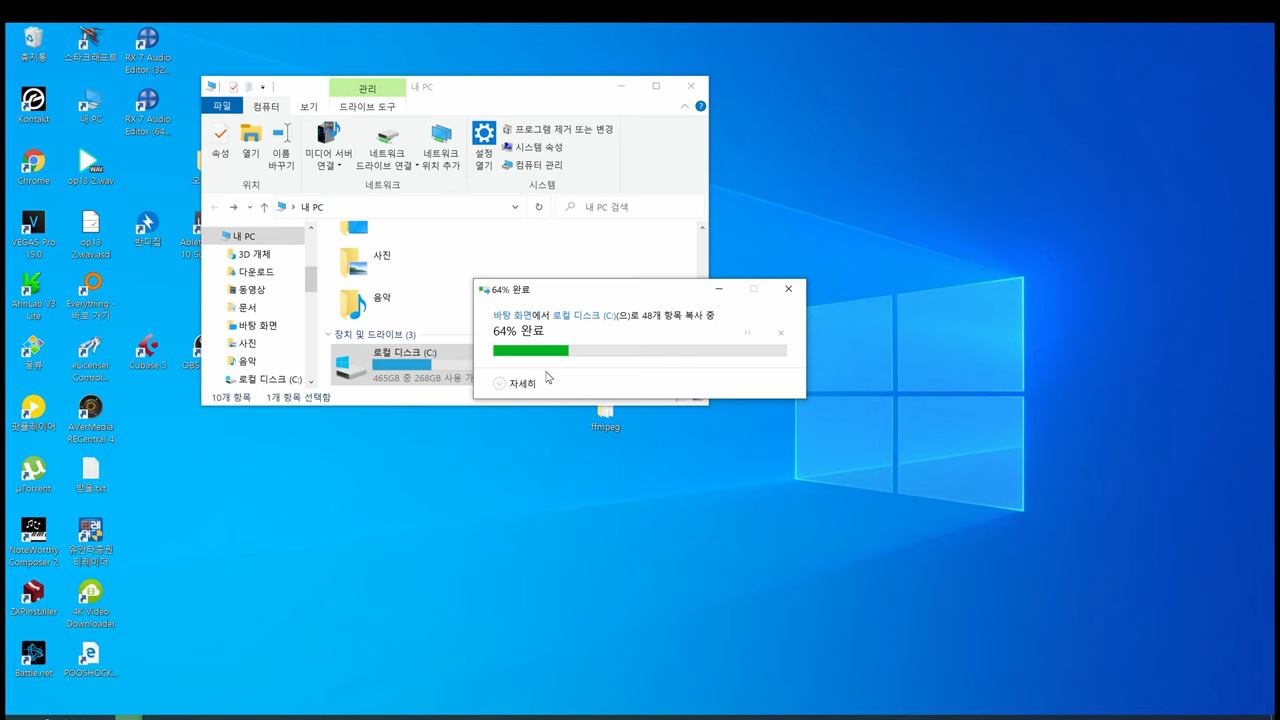 휴지통
스타크래프트
RX 7 Audio
Editor (32...
Kontakt
내 PC
RX 7 Audio
Editor (64...
Chrome
op13 2.wav
VEGAS Pro
15.0
op13
2.wav.asd
반디집
Ablet
10 Su
AhnLab V3
Lite
Everything -
바로 가기
멜론
eLicenser
Control...
Cubase 5
OBS
팟플레이어
AVerMedia
RECentral 4
µTorrent
받을.txt
NoteWorthy
Composer 2
유안타증권
티레이더
ZXPInstaller
4K Video
Downloader
Battle.net
POOSHOCK...
관리
내 PC
파일
컴퓨터
보기
드라이브 도구
속성
열기
이름
바꾸기
미디어 서버
연결
네트워크
드라이브 연결
네트워크
위치 추가
설정
열기
프로그램 제거 또는 변경
시스템 속성
컴퓨터 관리
위치
네트워크
시스템
내 PC
내 PC 검색
내 PC
3D 개체
다운로드
동영상
문서
바탕 화면
사진
음악
로컬 디스크 (C:)
사진
음악
장치 및 드라이브 (3)
로컬 디스크 (C:)
465GB 중 268GB 사용 가
10개 항목
1개 항목 선택함
64% 완료
바탕 화면에서 로컬 디스크 (C:)(으)로 48개 항목 복사 중
64% 완료
자세히
ffmpeg